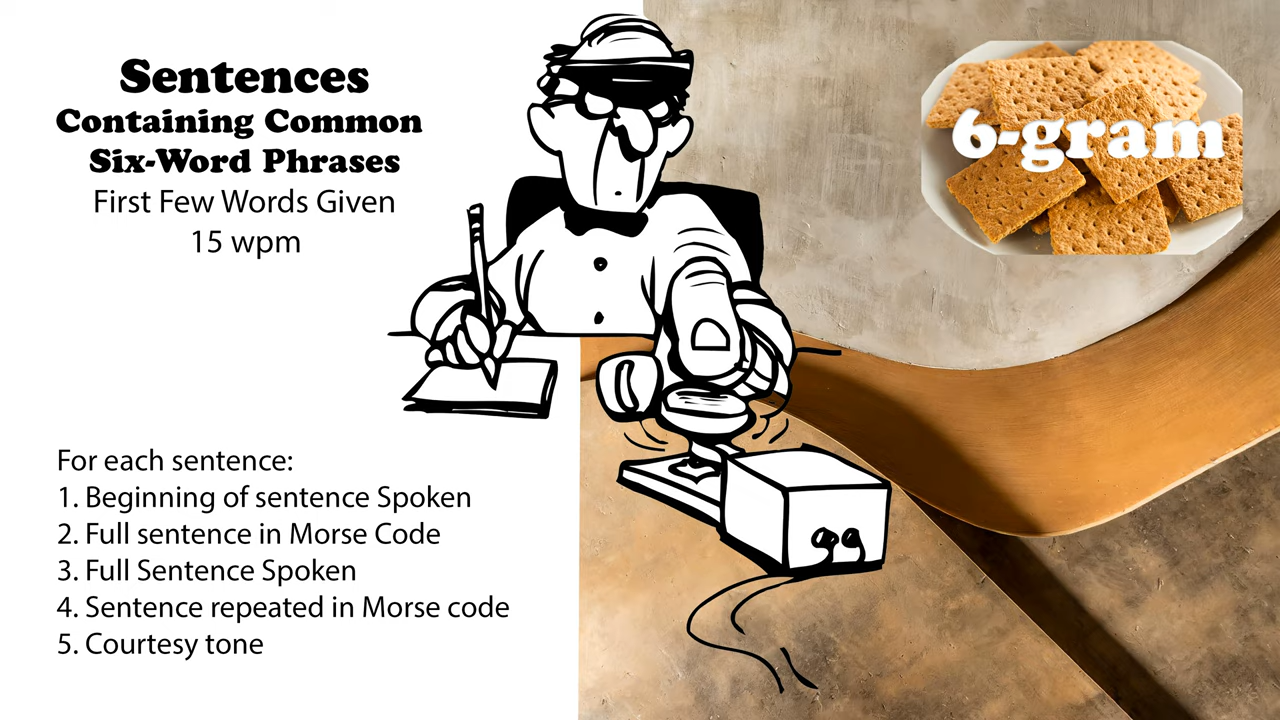 Sentences
Containing Common
Six-Word Phrases
First Few Words Given
15 wpm
6-gram
For each sentence:
1. Beginning of sentence Spoken
2. Full sentence in Morse Code
3. Full Sentence Spoken
4. Sentence repeated in Morse code
5. Courtesy tone